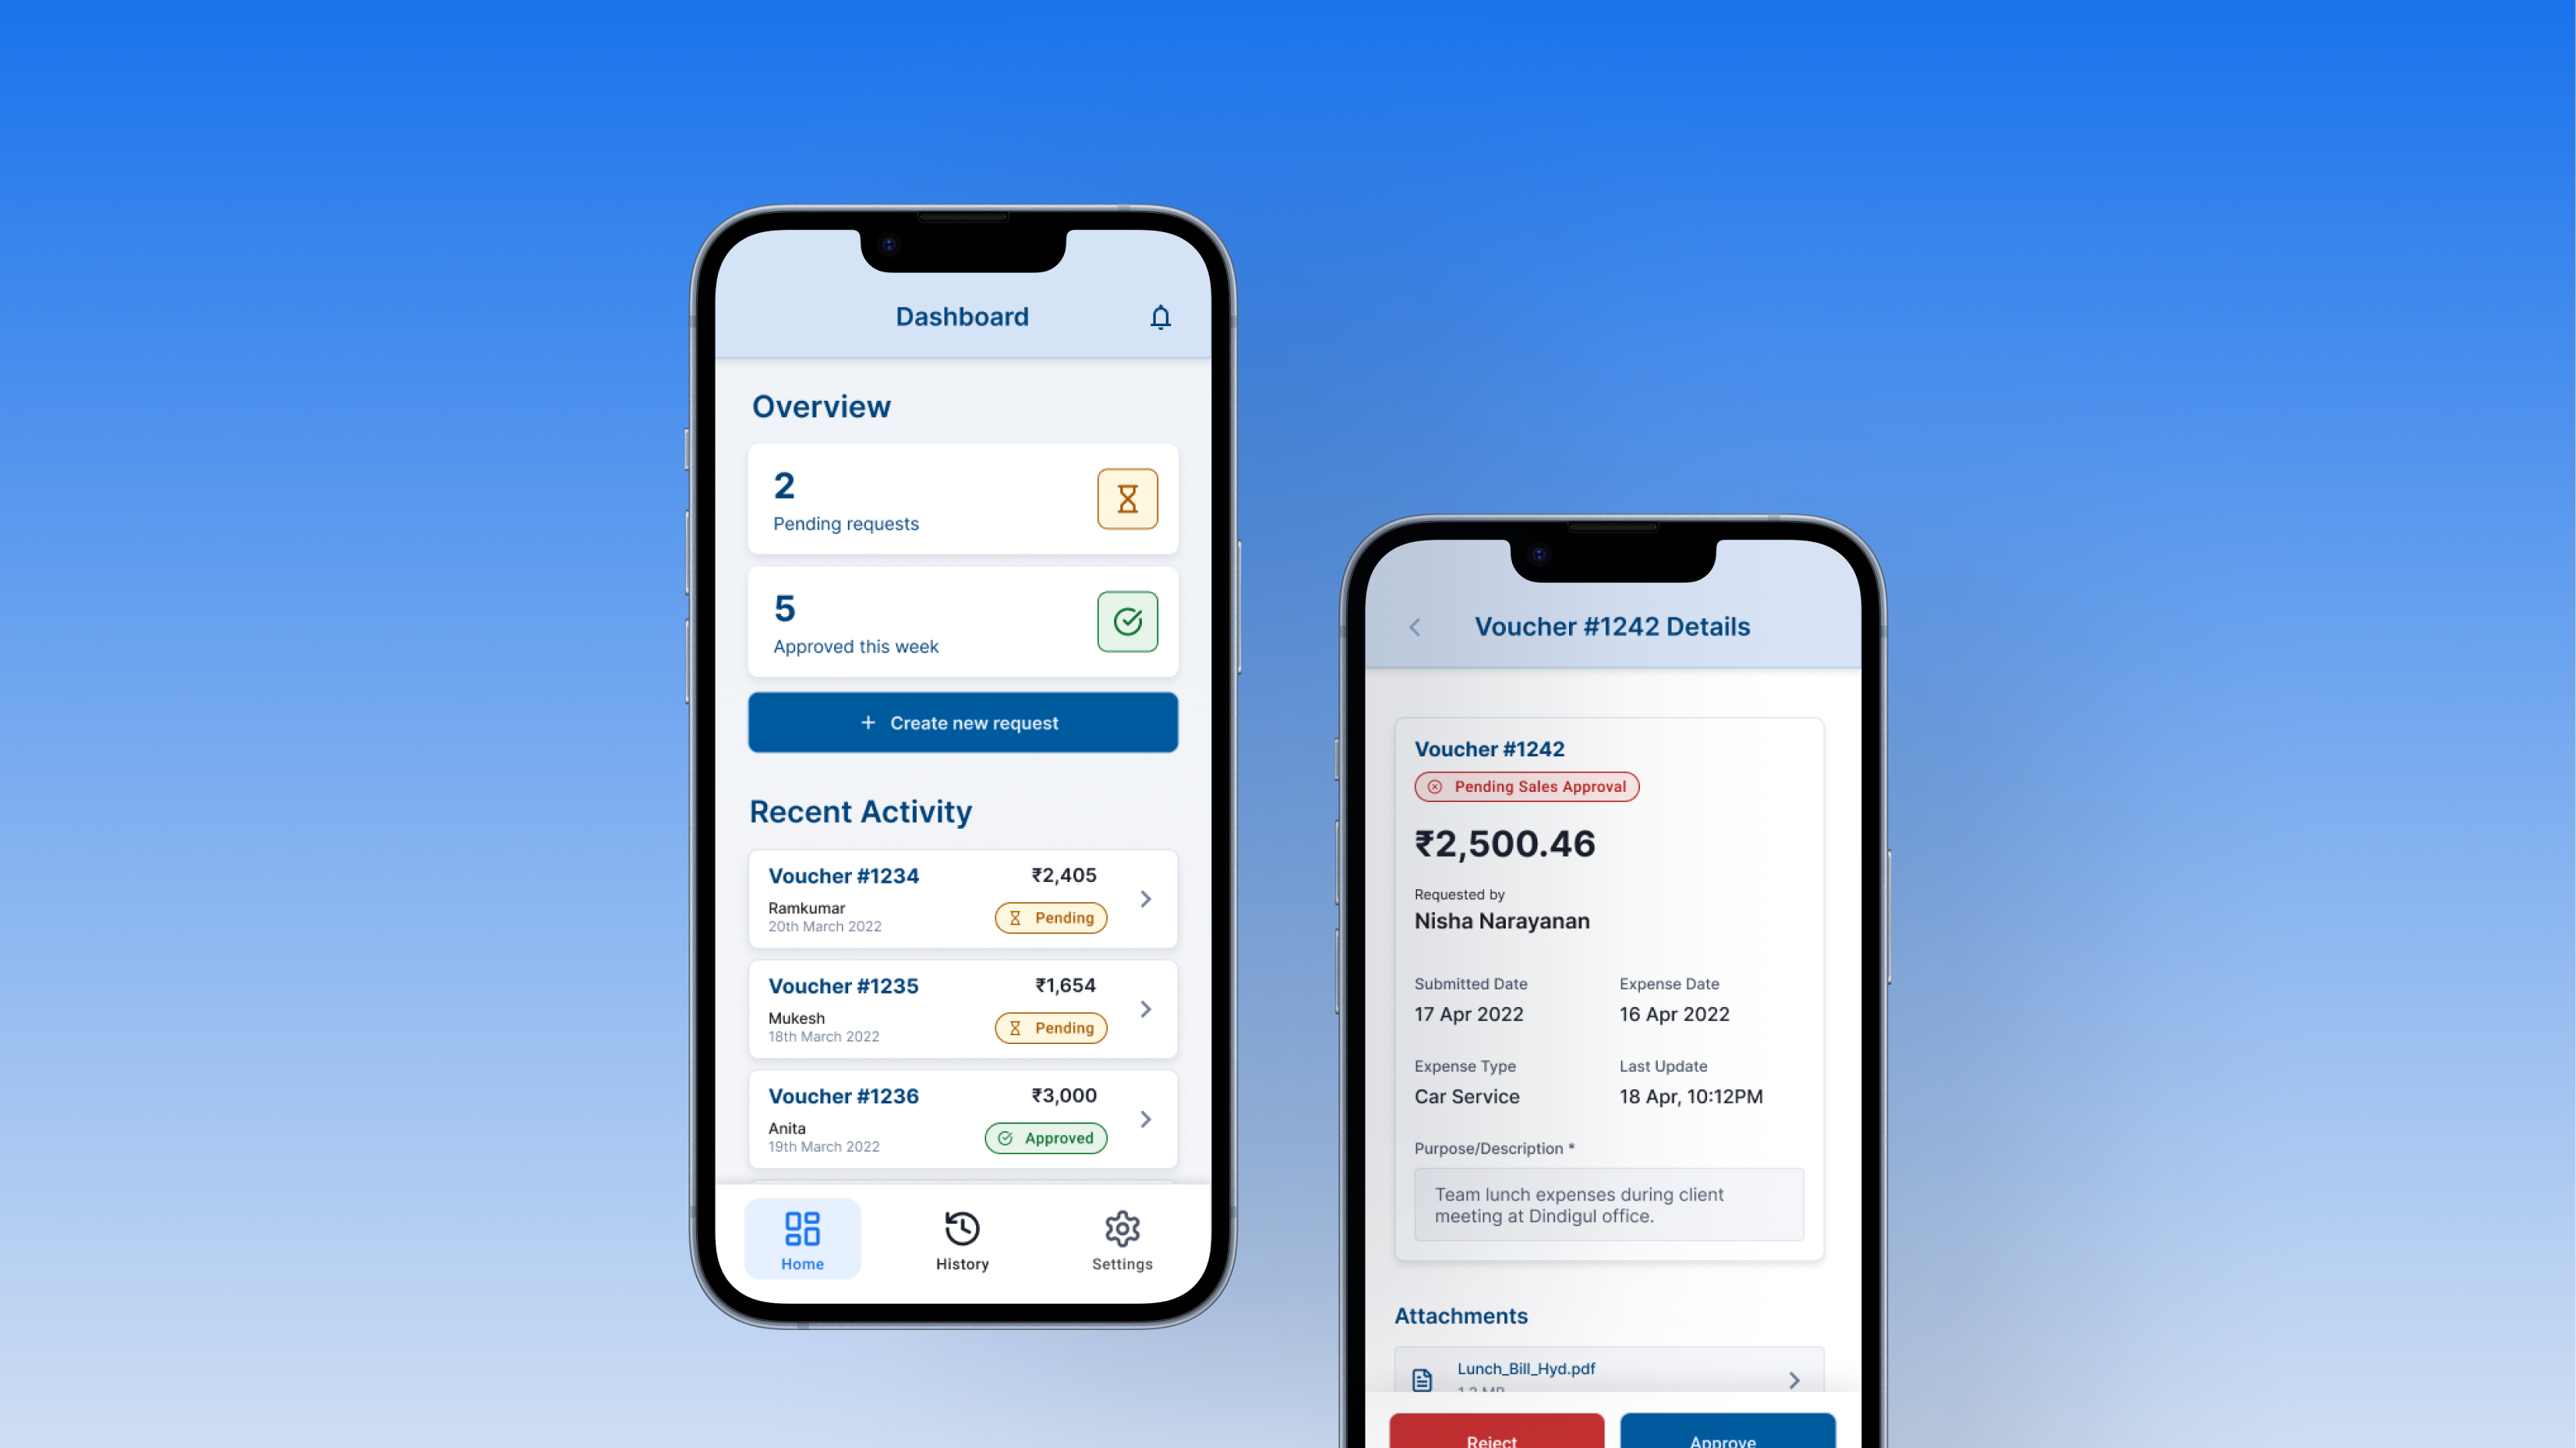 Dashboard
Overview
2
Pending requests
5
Approved this week
+ Create new request
Recent Activity
Voucher #1234
₹2,405
Ramkumar
20th March 2022
Pending
Voucher #1235
₹1,654
Mukesh
18th March 2022
Pending
Voucher #1236
₹3,000
Anita
19th March 2022
Approved
Home
History
Settings
Voucher #1242 Details
Voucher #1242
Pending Sales Approval
₹2,500.46
Requested by
Nisha Narayanan
Submitted Date
Expense Date
17 Apr 2022
16 Apr 2022
Expense Type
Last Update
Car Service
18 Apr, 10:12PM
Purpose/Description *
Team lunch expenses during client
meeting at Dindigul office.
Attachments
Lunch_Bill_Hyd.pdf
Reject
Approve